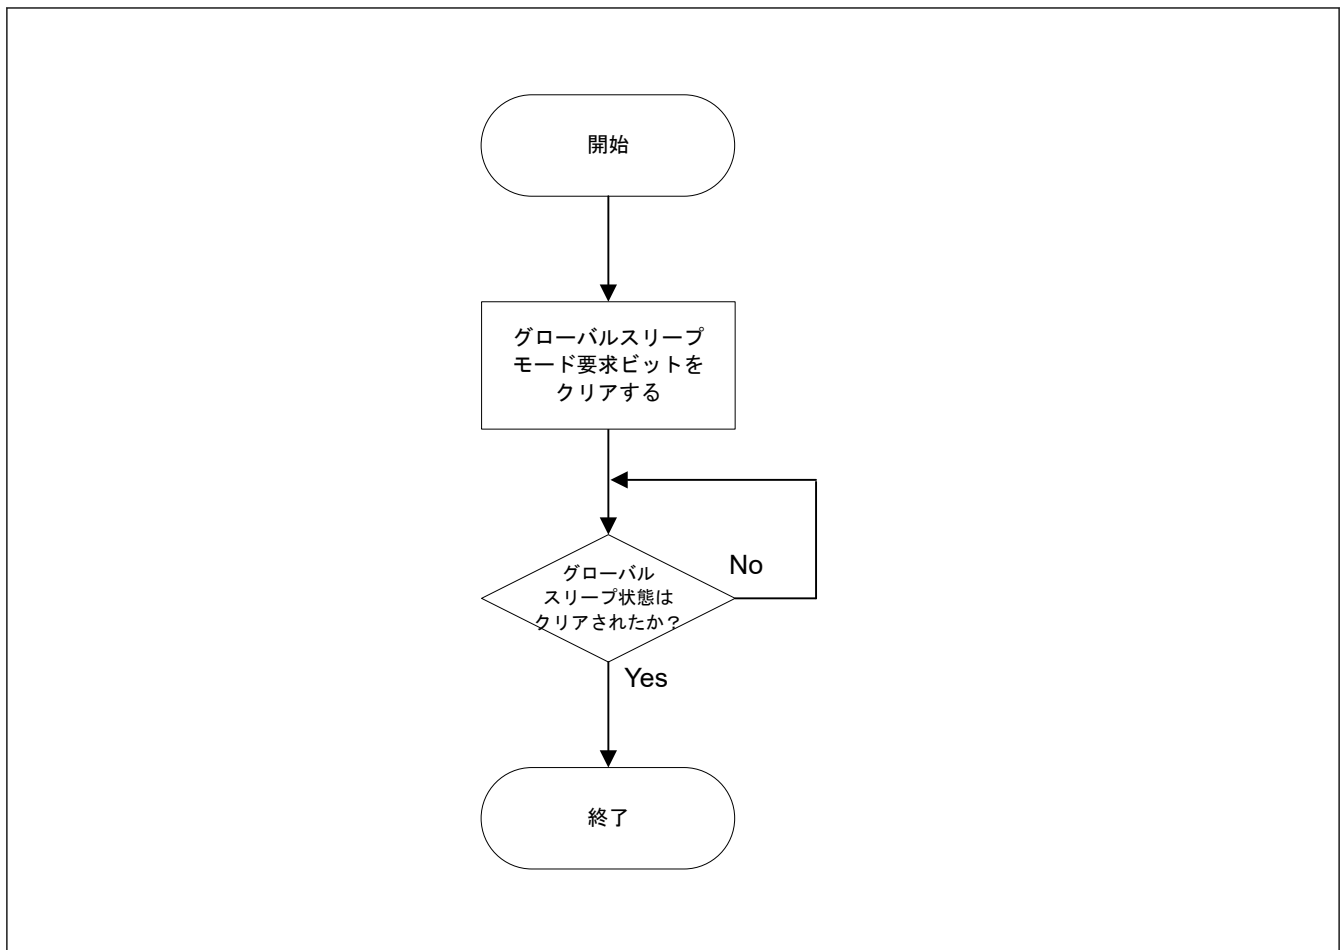 開始
グローバルスリープ
モード要求ビットを
クリアする
No
グローバル
スリープ状態は
クリアされたか？
Yes
終了